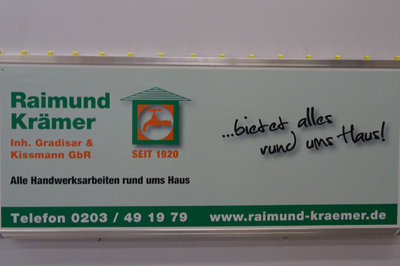 Raimund
Krämer
Inh. Gradisar &
Kissmann GbR
SEIT 1920
...bietet alles
rund ums Haus!
Alle Handwerksarbeiten rund ums Haus
Telefon 0203 / 49 19 79
www.raimund-kraemer.de